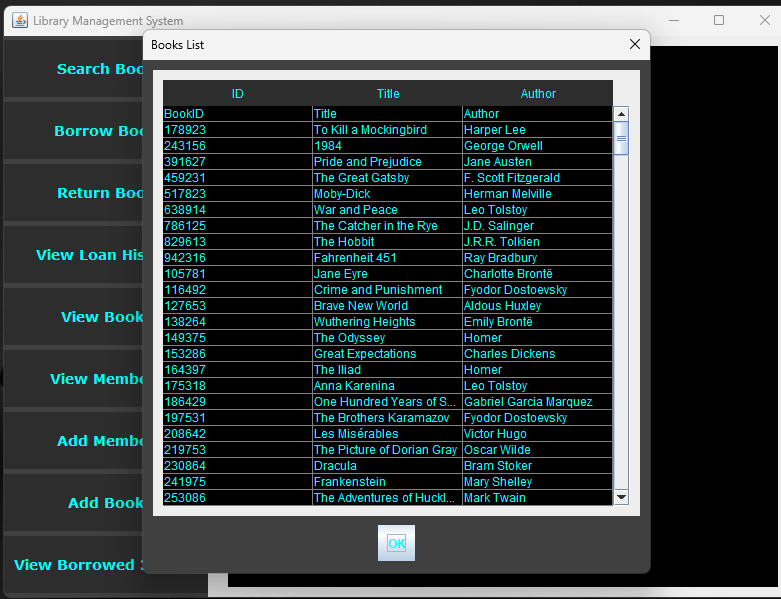 Library Management System
Books List
Search Boo
Borrow Boo
Return Boo
View Loan His
View Book
View Membe
Add Membe
Add Book
View Borrowed
ID Title Author
BookID Title Author
178923 To Kill a Mockingbird Harper Lee
243156 1984 George Orwell
391627 Pride and Prejudice Jane Austen
459231 The Great Gatsby F. Scott Fitzgerald
517823 Moby-Dick Herman Melville
638914 War and Peace Leo Tolstoy
786125 The Catcher in the Rye J.D. Salinger
829613 The Hobbit J.R.R. Tolkien
942316 Fahrenheit 451 Ray Bradbury
105781 Jane Eyre Charlotte Brontë
116492 Crime and Punishment Fyodor Dostoevsky
127653 Brave New World Aldous Huxley
138264 Wuthering Heights Emily Brontë
149375 The Odyssey Homer
153286 Great Expectations Charles Dickens
164397 The Iliad Homer
175318 Anna Karenina Leo Tolstoy
186429 One Hundred Years of S... Gabriel Garcia Marquez
197531 The Brothers Karamazov Fyodor Dostoevsky
208642 Les Misérables Victor Hugo
219753 The Picture of Dorian Gray Oscar Wilde
230864 Dracula Bram Stoker
241975 Frankenstein Mary Shelley
253086 The Adventures of Huckl... Mark Twain
OK